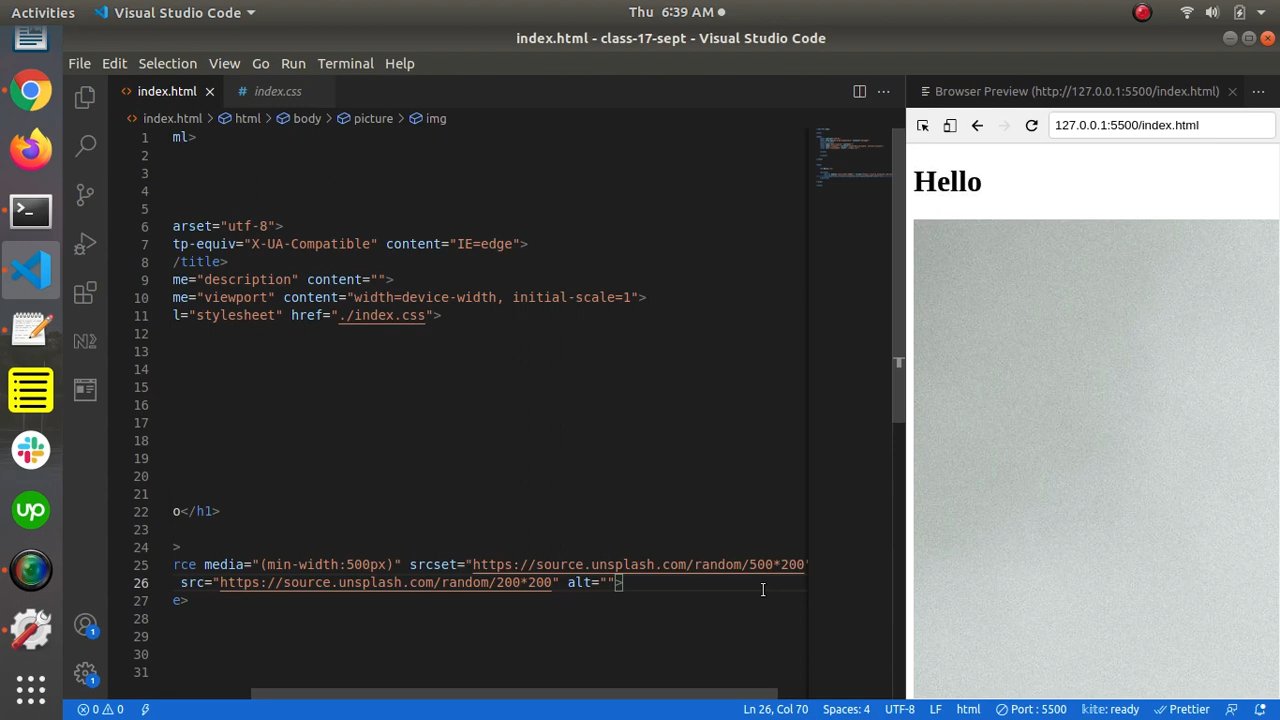 Activities Visual Studio Code Thu 6:39 AM
index.html - class-17-sept - Visual Studio Code
File Edit Selection View Go Run Terminal Help
index.html index.css Browser Preview (http://127.0.0.1:5500/index.html)
index.html > html > body > picture > img 127.0.0.1:5500/index.html
1 ml>
2
3
4
5
6 arset="utf-8">
7 tp-equiv="X-UA-Compatible" content="IE=edge">
8 /title>
9 me="description" content="">
10 me="viewport" content="width=device-width, initial-scale=1">
11 l="stylesheet" href="./index.css">
12
13
14
15
16
17
18
19
20
21
22 o</h1>
23
24 >
25 rce media="(min-width:500px)" srcset="https://source.unsplash.com/random/500*200"
26 src="https://source.unsplash.com/random/200*200" alt="">
27 e>
28
29
30
31
Hello
up
1
1
0 0 Ln 26, Col 70 Spaces: 4 UTF-8 LF html Port : 5500 kite: ready Prettier